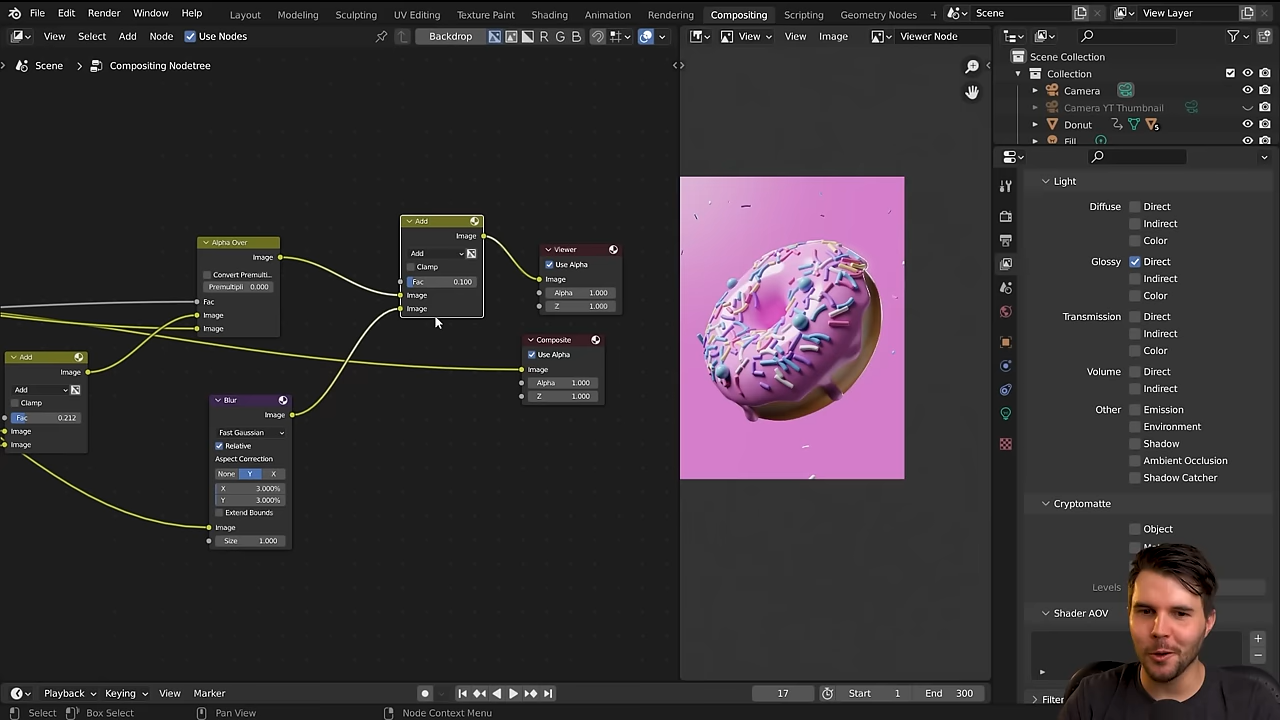 File Edit Render Window Help Layout Modeling Sculpting UV Editing Texture Paint Shading Animation Rendering Compositing Scripting Geometry Nodes + Scene View Layer
View Select Add Node Use Nodes Backdrop R G B View View Image Viewer Node
Scene > Compositing Nodetree
Scene Collection
Collection
Camera
Camera YT Thumbnail
Donut 5
Fill
Light
Diffuse Direct
Indirect
Color
Glossy Direct
Indirect
Color
Transmission Direct
Indirect
Color
Volume Direct
Indirect
Other Emission
Environment
Shadow
Ambient Occlusion
Shadow Catcher
Cryptomatte
Object
Levels
Shader AOV
Filter
Alpha Over
Image
Convert Premulti...
Premultipli 0.000
Fac
Image
Image
Add
Image
Add
Clamp
Fac 0.100
Image
Image
Viewer
Use Alpha
Image
Alpha 1.000
Z 1.000
Composite
Use Alpha
Image
Alpha 1.000
Z 1.000
Add
Image
Add
Clamp
Fac 0.212
Image
Image
Blur
Image
Fast Gaussian
Relative
Aspect Correction
None Y X
X 3.000%
Y 3.000%
Extend Bounds
Image
Size 1.000
Playback Keying View Marker 17 Start 1 End 300
Select Box Select Pan View Node Context Menu